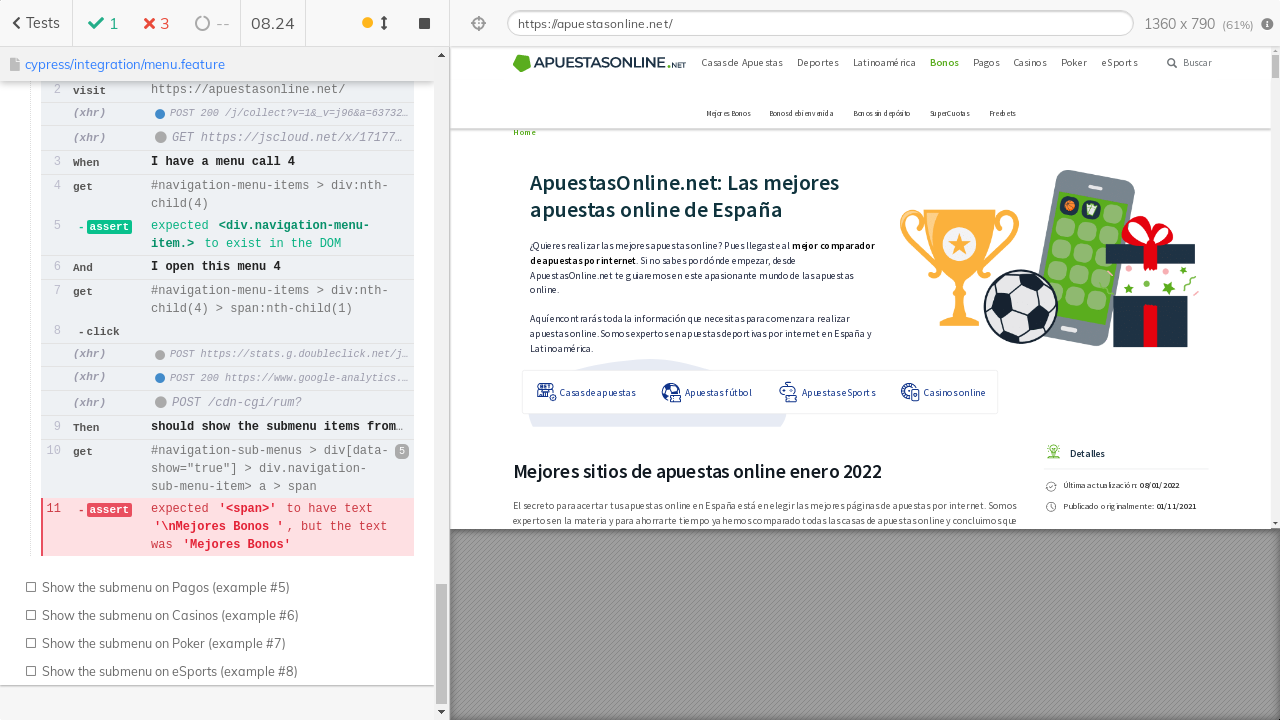 Tests
1
3
--
08.24
https://apuestasonline.net/
1360 x 790 (61%)
cypress/integration/menu.feature
2 visit https://apuestasonline.net/
(xhr) POST 200 /j/collect?v=1&_v=j96&a=63732…
(xhr) GET https://jscloud.net/x/17177…
3 When I have a menu call 4
4 get #navigation-menu-items > div:nth-
child(4)
5 - assert expected <div.navigation-menu-
item.> to exist in the DOM
6 And I open this menu 4
7 get #navigation-menu-items > div:nth-
child(4) > span:nth-child(1)
8 - click
(xhr) POST https://stats.g.doubleclick.net/j…
(xhr) POST 200 https://www.google-analytics.…
(xhr) POST /cdn-cgi/rum?
9 Then should show the submenu items from…
10 get #navigation-sub-menus > div[data- 5
show="true"] > div.navigation-
sub-menu-item> a > span
11 - assert expected '<span>' to have text
'\nMejores Bonos ', but the text
was 'Mejores Bonos'
Show the submenu on Pagos (example #5)
Show the submenu on Casinos (example #6)
Show the submenu on Poker (example #7)
Show the submenu on eSports (example #8)
APUESTASONLINE.NET
Casas de Apuestas Deportes Latinoamérica Bonos Pagos Casinos Poker eSports Buscar
Mejores Bonos Bonos de bienvenida Bonos sin depósito SuperCuotas Freebets
Home
ApuestasOnline.net: Las mejores
apuestas online de España
¿Quieres realizar las mejores apuestas online? Pues llegaste al mejor comparador
de apuestas por internet. Si no sabes por dónde empezar, desde
ApuestasOnline.net te guiaremos en este apasionante mundo de las apuestas
online.
Aquí encontrarás toda la información que necesitas para comenzar a realizar
apuestas online. Somos expertos en apuestas deportivas por internet en España y
Latinoamérica.
Casas de apuestas Apuestas fútbol Apuestas eSports Casinos online
Mejores sitios de apuestas online enero 2022
El secreto para acertar tus apuestas online en España está en elegir las mejores páginas de apuestas por internet. Somos
expertos en la materia y para ahorrarte tiempo ya hemos comparado todas las casas de apuestas online y concluimos que
Detalles
Última actualización: 08/01/2022
Publicado originalmente: 01/11/2021